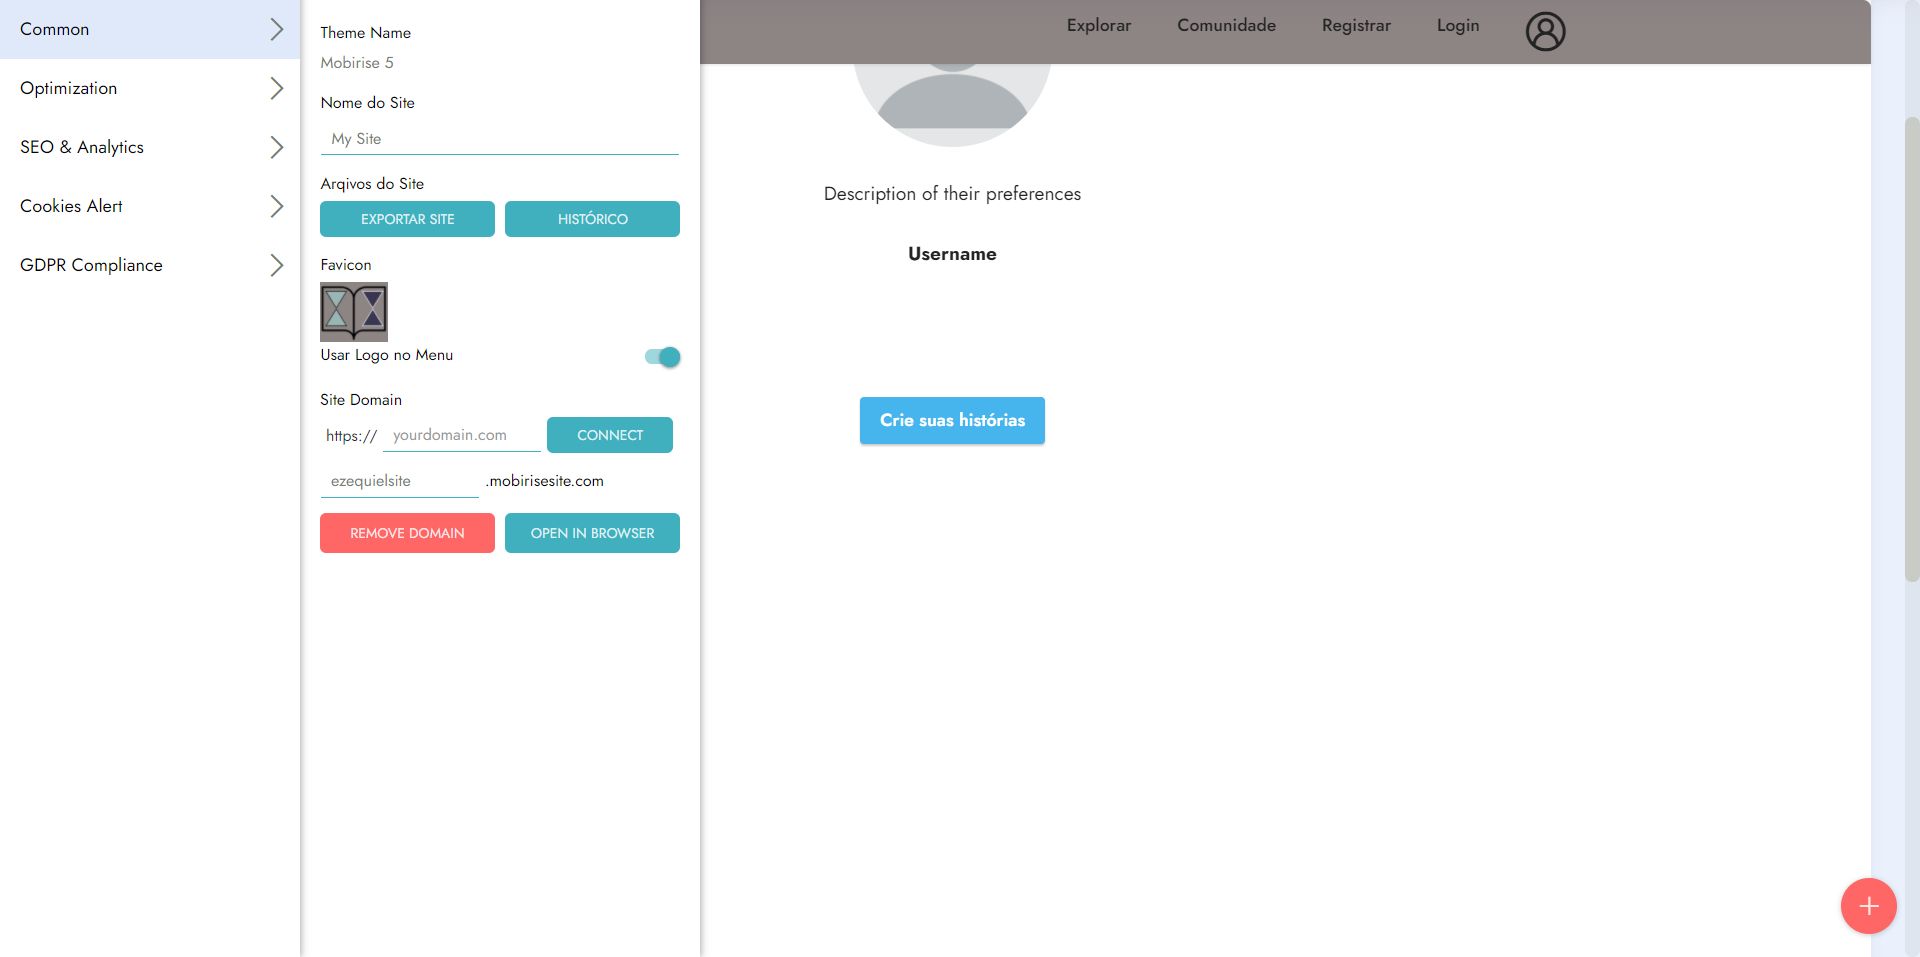 Common
Optimization
SEO & Analytics
Cookies Alert
GDPR Compliance
Theme Name
Mobirise 5
Nome do Site
My Site
Arqivos do Site
EXPORTAR SITE
HISTÓRICO
Favicon
Usar Logo no Menu
Site Domain
https://
yourdomain.com
CONNECT
ezequielsite
.mobirisesite.com
REMOVE DOMAIN
OPEN IN BROWSER
Explorar
Comunidade
Registrar
Login
Description of their preferences
Username
Crie suas histórias